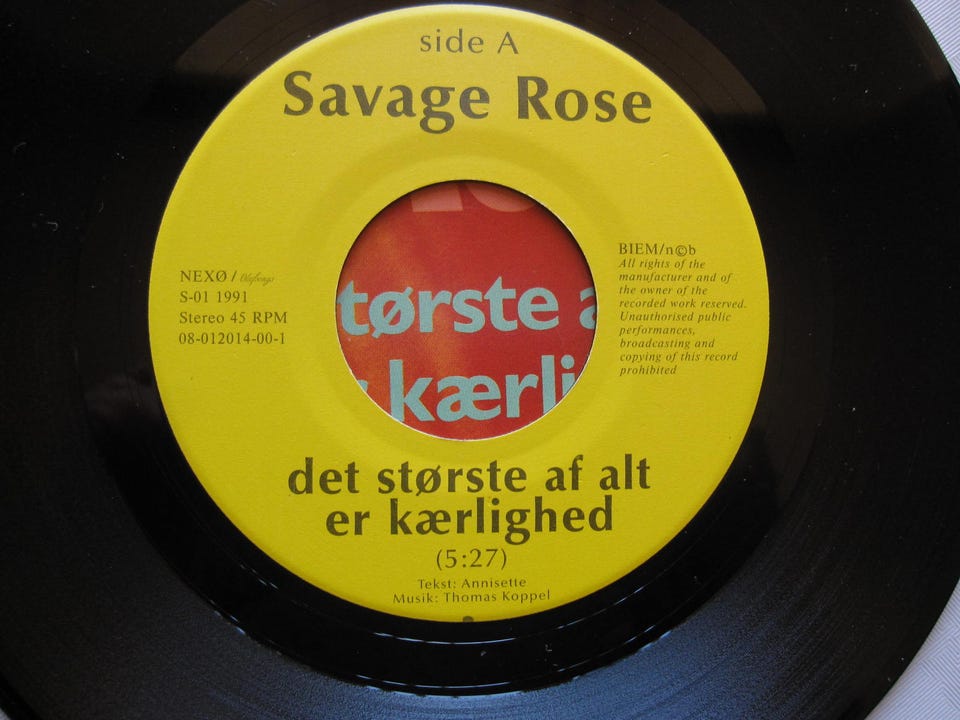 side A
Savage Rose
NEXØ /
S-01 1991
Stereo 45 RPM
08-012014-00-1
BIEM/n©b
All rights of the
manufacturer and of
the owner of the
recorded work reserved.
Unauthorised public
performances,
broadcasting and
copying of this record
prohibited
tørste a
kærli
det største af alt
er kærlighed
(5:27)
Tekst: Annisette
Musik: Thomas Koppel